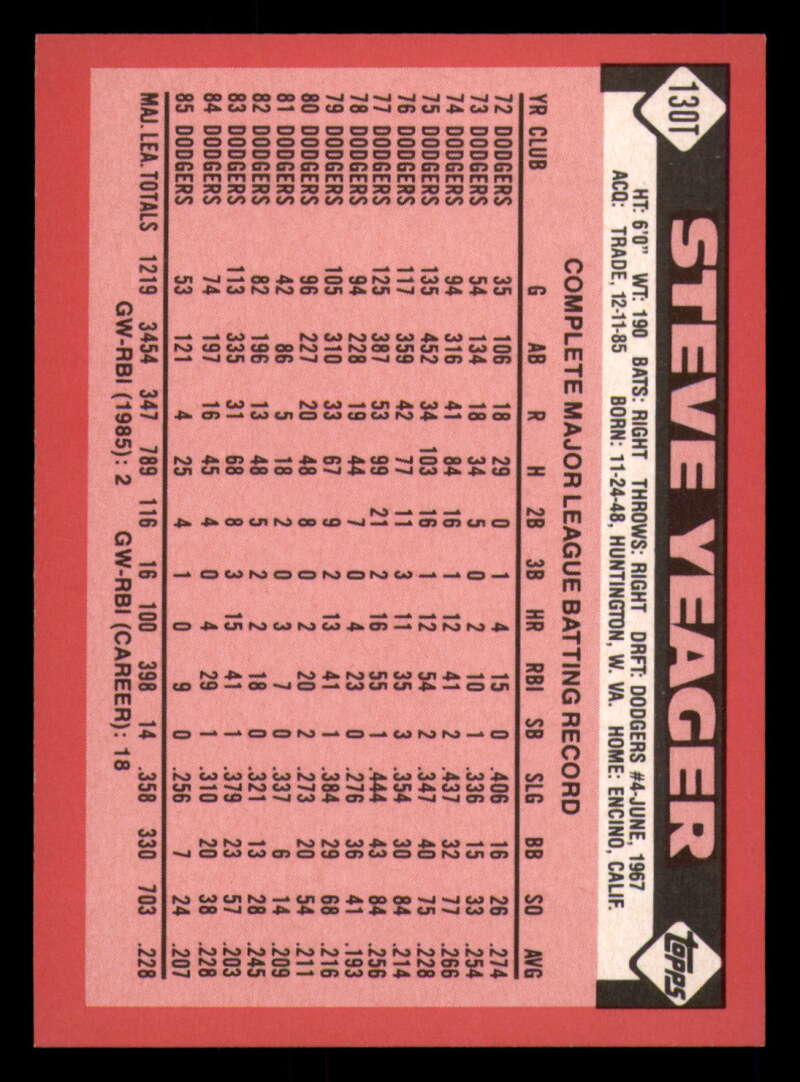 130T
STEVE YEAGER
TOPPS
HT: 6'0" WT: 190 BATS: RIGHT THROWS: RIGHT DRFT: DODGERS #4-JUNE, 1967
ACQ: TRADE, 12-11-85 BORN: 11-24-48, HUNTINGTON, W. VA. HOME: ENCINO, CALIF.
COMPLETE MAJOR LEAGUE BATTING RECORD
YR CLUB G AB R H 2B 3B HR RBI SB SLG BB SO AVG
72 DODGERS 35 106 18 29 0 1 4 15 0 .406 16 26 .274
73 DODGERS 54 134 18 34 5 0 2 10 1 .336 15 33 .254
74 DODGERS 94 316 41 84 16 1 12 41 2 .437 32 77 .266
75 DODGERS 135 452 34 103 16 1 12 54 2 .347 40 75 .228
76 DODGERS 117 359 42 77 11 3 11 35 3 .354 30 84 .214
77 DODGERS 125 387 53 99 21 2 16 55 1 .444 43 84 .256
78 DODGERS 94 228 19 44 7 0 4 23 0 .276 36 41 .193
79 DODGERS 105 310 33 67 9 2 13 41 1 .384 29 68 .216
80 DODGERS 96 227 20 48 8 0 2 20 2 .273 20 54 .211
81 DODGERS 42 86 5 18 2 0 3 7 0 .337 6 14 .209
82 DODGERS 82 196 13 48 5 2 2 18 0 .321 13 28 .245
83 DODGERS 113 335 31 68 8 3 15 41 1 .379 23 57 .203
84 DODGERS 74 197 16 45 4 0 4 29 1 .310 20 38 .228
85 DODGERS 53 121 4 25 4 1 0 9 0 .256 7 24 .207
MAJ. LEA. TOTALS 1219 3454 347 789 116 16 100 398 14 .358 330 703 .228
GW-RBI (1985): 2 GW-RBI (CAREER): 18